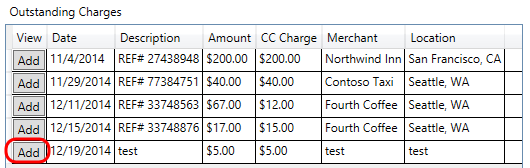 Outstanding Charges
View Date Description Amount CC Charge Merchant Location
Add 11/4/2014 REF# 27438948 $200.00 $200.00 Northwind Inn San Francisco, CA
Add 11/29/2014 REF# 77384751 $40.00 $40.00 Contoso Taxi Seattle, WA
Add 12/11/2014 REF# 33748563 $67.00 $12.00 Fourth Coffee Seattle, WA
Add 12/15/2014 REF# 33748876 $17.00 $15.00 Fourth Coffee Seattle, WA
Add 12/19/2014 test $5.00 $5.00 test test